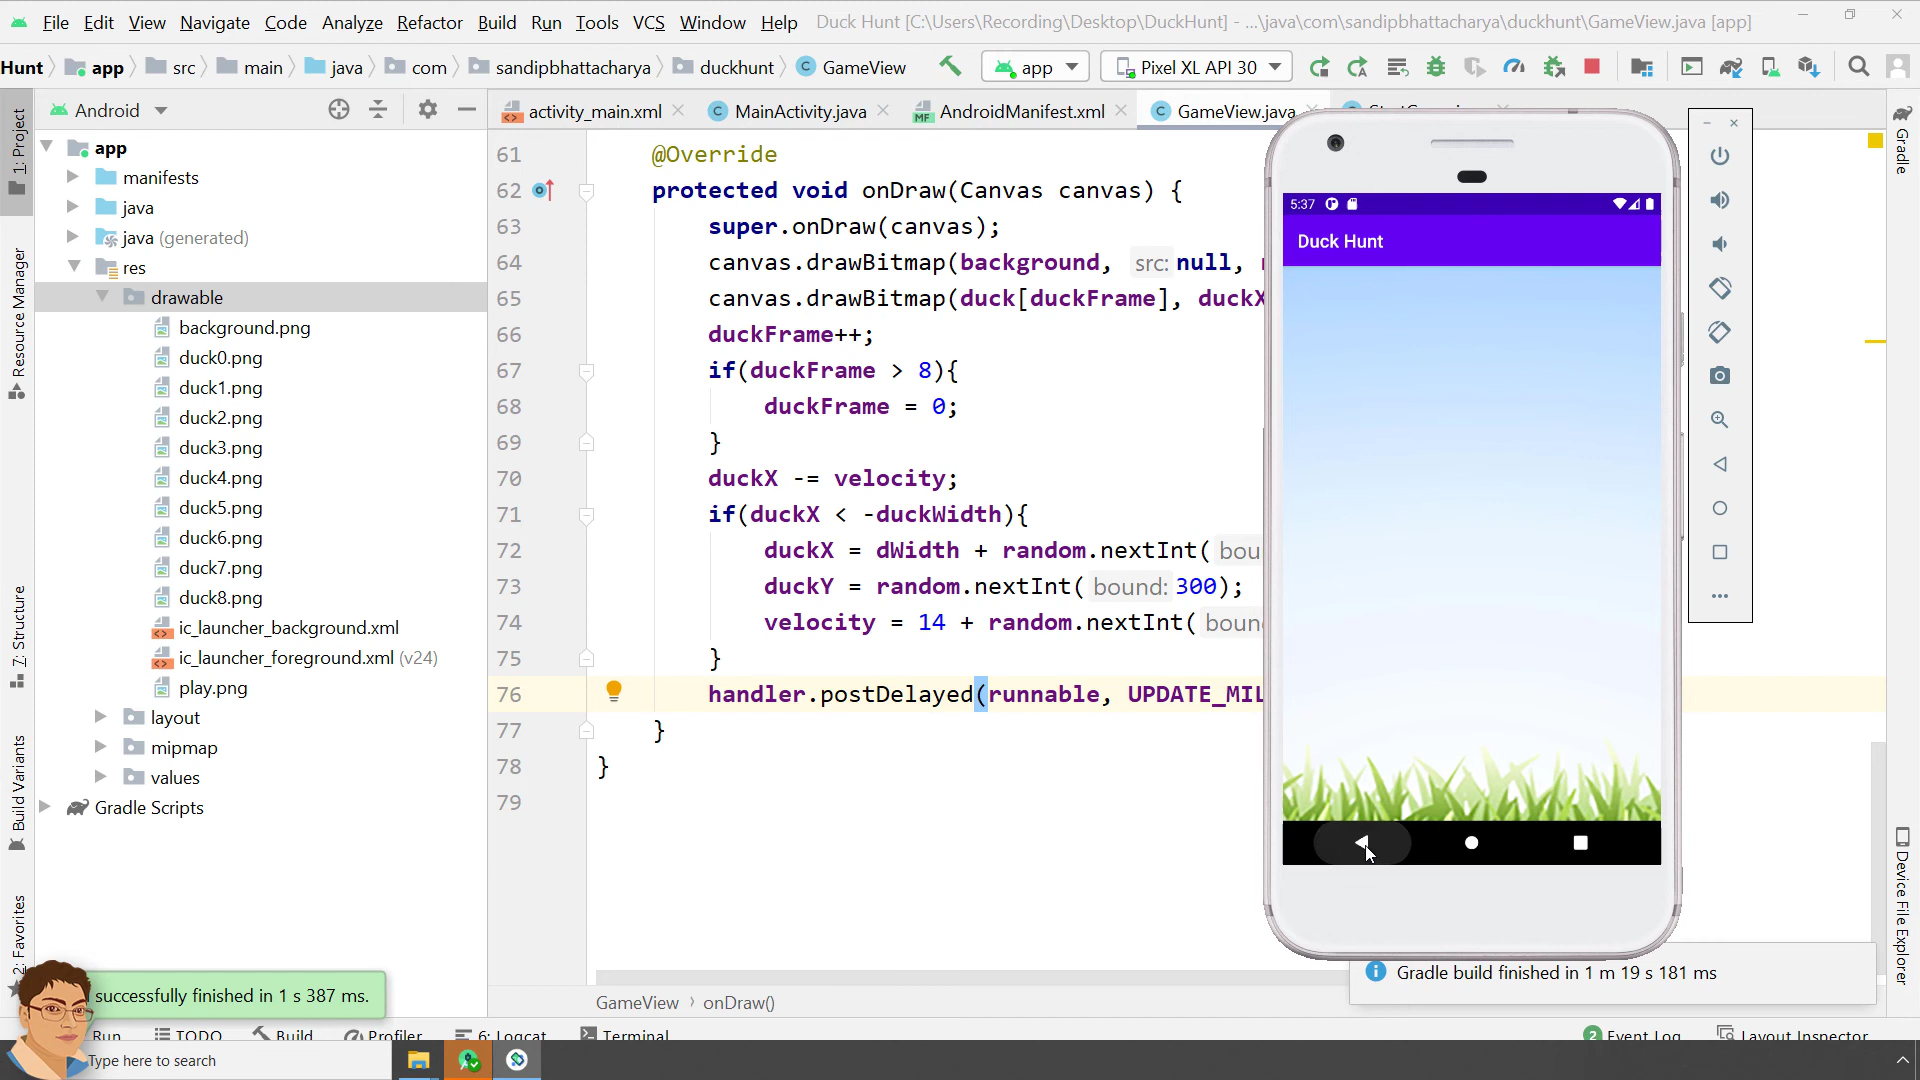 File Edit View Navigate Code Analyze Refactor Build Run Tools VCS Window Help Duck Hunt [C:\Users\Recording\Desktop\DuckHunt] - ...\java\com\sandipbhattacharya\duckhunt\GameView.java [app]
Hunt app src main java com sandipbhattacharya duckhunt GameView app Pixel XL API 30
Android
activity_main.xml MainActivity.java AndroidManifest.xml GameView.java
1: Project
Resource Manager
7: Structure
Build Variants
2: Favorites
app
manifests
java
java (generated)
res
drawable
background.png
duck0.png
duck1.png
duck2.png
duck3.png
duck4.png
duck5.png
duck6.png
duck7.png
duck8.png
ic_launcher_background.xml
ic_launcher_foreground.xml (v24)
play.png
layout
mipmap
values
Gradle Scripts
61 @Override
62 protected void onDraw(Canvas canvas) {
63 super.onDraw(canvas);
64 canvas.drawBitmap(background, src: null,
65 canvas.drawBitmap(duck[duckFrame], duckX
66 duckFrame++;
67 if(duckFrame > 8){
68 duckFrame = 0;
69 }
70 duckX -= velocity;
71 if(duckX < -duckWidth){
72 duckX = dWidth + random.nextInt( bou
73 duckY = random.nextInt( bound: 300);
74 velocity = 14 + random.nextInt( boun
75 }
76 handler.postDelayed(runnable, UPDATE_MIL
77 }
78 }
79
5:37
Duck Hunt
Gradle
Device File Explorer
Gradle build finished in 1 m 19 s 181 ms
successfully finished in 1 s 387 ms.
GameView onDraw()
Run TODO Build Profiler 6: Logcat Terminal 2 Event Log Layout Inspector
Type here to search